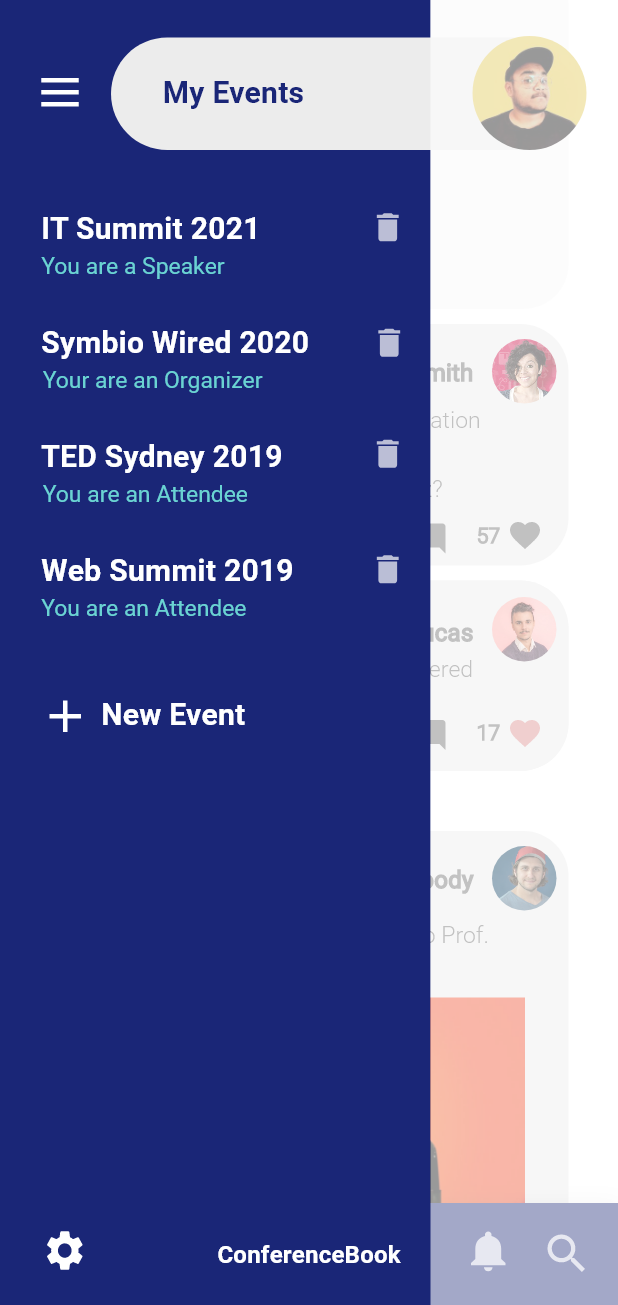 My Events
IT Summit 2021
You are a Speaker
Symbio Wired 2020
Your are an Organizer
TED Sydney 2019
You are an Attendee
Web Summit 2019
You are an Attendee
New Event
mith
ation
?
57
ucas
ered
17
body
Prof.
ConferenceBook